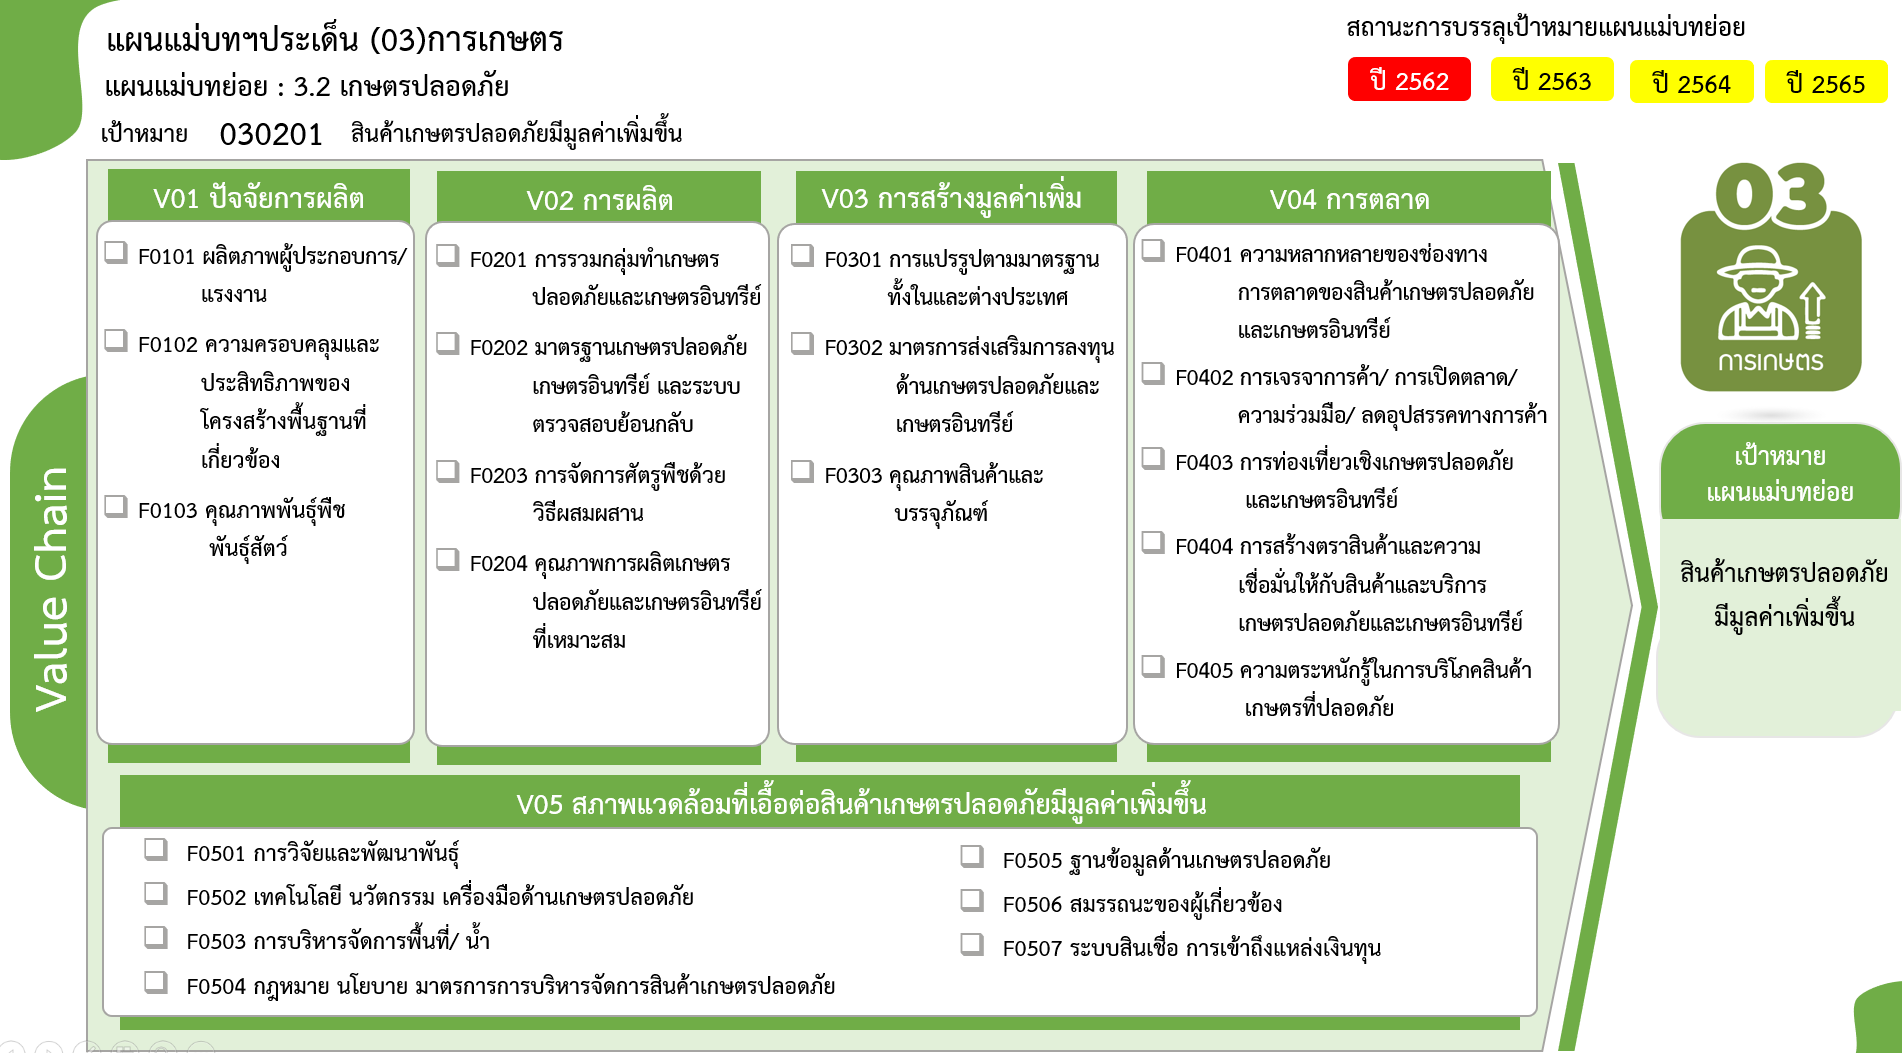 แผนแม่บทฯประเด็น (03)การเกษตร
แผนแม่บทย่อย : 3.2 เกษตรปลอดภัย
เป้าหมาย 030201 สินค้าเกษตรปลอดภัยมีมูลค่าเพิ่มขึ้น
สถานะการบรรลุเป้าหมายแผนแม่บทย่อย
ปี 2562 ปี 2563 ปี 2564 ปี 2565
Value Chain
V01 ปัจจัยการผลิต
F0101 ผลิตภาพผู้ประกอบการ/
แรงงาน
F0102 ความครอบคลุมและ
ประสิทธิภาพของ
โครงสร้างพื้นฐานที่
เกี่ยวข้อง
F0103 คุณภาพพันธุ์พืช
พันธุ์สัตว์
V02 การผลิต
F0201 การรวมกลุ่มทำเกษตร
ปลอดภัยและเกษตรอินทรีย์
F0202 มาตรฐานเกษตรปลอดภัย
เกษตรอินทรีย์ และระบบ
ตรวจสอบย้อนกลับ
F0203 การจัดการศัตรูพืชด้วย
วิธีผสมผสาน
F0204 คุณภาพการผลิตเกษตร
ปลอดภัยและเกษตรอินทรีย์
ที่เหมาะสม
V03 การสร้างมูลค่าเพิ่ม
F0301 การแปรรูปตามมาตรฐาน
ทั้งในและต่างประเทศ
F0302 มาตรการส่งเสริมการลงทุน
ด้านเกษตรปลอดภัยและ
เกษตรอินทรีย์
F0303 คุณภาพสินค้าและ
บรรจุภัณฑ์
V04 การตลาด
F0401 ความหลากหลายของช่องทาง
การตลาดของสินค้าเกษตรปลอดภัย
และเกษตรอินทรีย์
F0402 การเจรจาการค้า/ การเปิดตลาด/
ความร่วมมือ/ ลดอุปสรรคทางการค้า
F0403 การท่องเที่ยวเชิงเกษตรปลอดภัย
และเกษตรอินทรีย์
F0404 การสร้างตราสินค้าและความ
เชื่อมั่นให้กับสินค้าและบริการ
เกษตรปลอดภัยและเกษตรอินทรีย์
F0405 ความตระหนักรู้ในการบริโภคสินค้า
เกษตรที่ปลอดภัย
V05 สภาพแวดล้อมที่เอื้อต่อสินค้าเกษตรปลอดภัยมีมูลค่าเพิ่มขึ้น
F0501 การวิจัยและพัฒนาพันธุ์
F0502 เทคโนโลยี นวัตกรรม เครื่องมือด้านเกษตรปลอดภัย
F0503 การบริหารจัดการพื้นที่/ น้ำ
F0504 กฎหมาย นโยบาย มาตรการการบริหารจัดการสินค้าเกษตรปลอดภัย
F0505 ฐานข้อมูลด้านเกษตรปลอดภัย
F0506 สมรรถนะของผู้เกี่ยวข้อง
F0507 ระบบสินเชื่อ การเข้าถึงแหล่งเงินทุน
03
การเกษตร
เป้าหมาย
แผนแม่บทย่อย
สินค้าเกษตรปลอดภัย
มีมูลค่าเพิ่มขึ้น